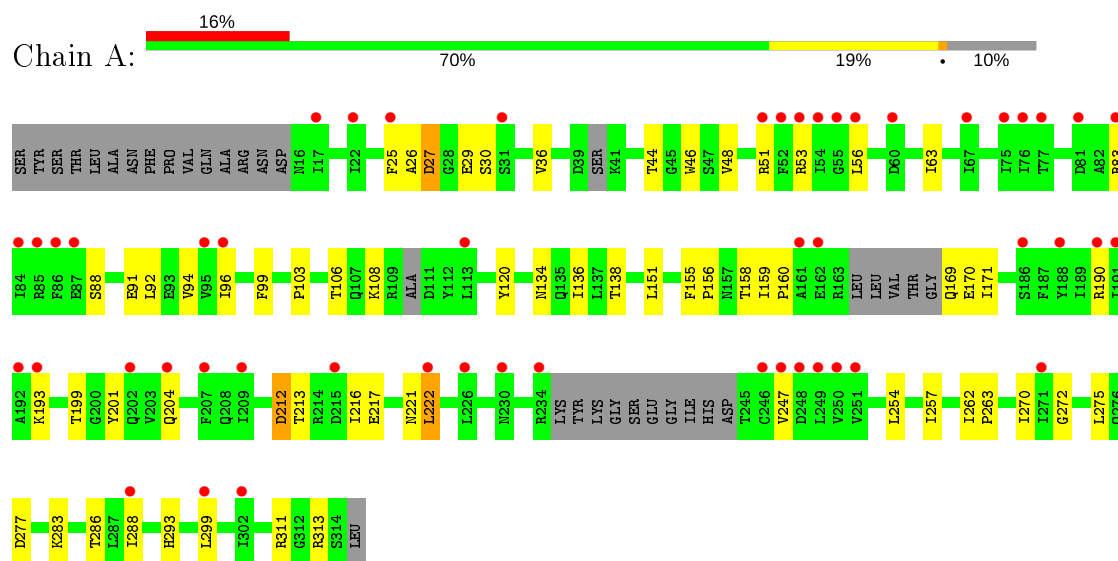 16%
Chain A:
70% 19% • 10%
SER TYR SER SER THR LEU ALA ASN PHE PRO VAL GLN ALA ARG ASN ASP N16 I17 I22 F25 A26 D27 G28 E29 S30 S31 V36 D39 SER K41 T44 G45 W46 S47 V48 R51 F52 R53 I54 G55 L56 D60 I63 I67 I75 I76 T77 D81 A82 R83
I84 R85 F86 E87 S88 E91 L92 E93 V94 V95 I96 F99 P103 T106 Q107 K108 R109 ALA D111 Y112 L113 Y120 N134 Q135 I136 L137 T138 L151 F155 P156 N157 T158 I159 P160 A161 E162 R163 LEU LEU VAL THR GLY Q169 E170 I171 S186 F187 Y188 I189 R190 I191
A192 K193 T199 G200 Y201 Q202 V203 Q204 F207 Q208 I209 D212 T213 R214 D215 I216 E217 N221 L222 L226 N230 R234 LYS TYR LYS GLY SER GLU GLY ILE HIS ASP T245 C246 V247 D248 L249 V250 V251 L254 I257 I262 P263 I270 I271 G272 L275 Q276
D277 K283 T286 L287 I288 H293 L299 I302 R311 G312 R313 S314 LEU